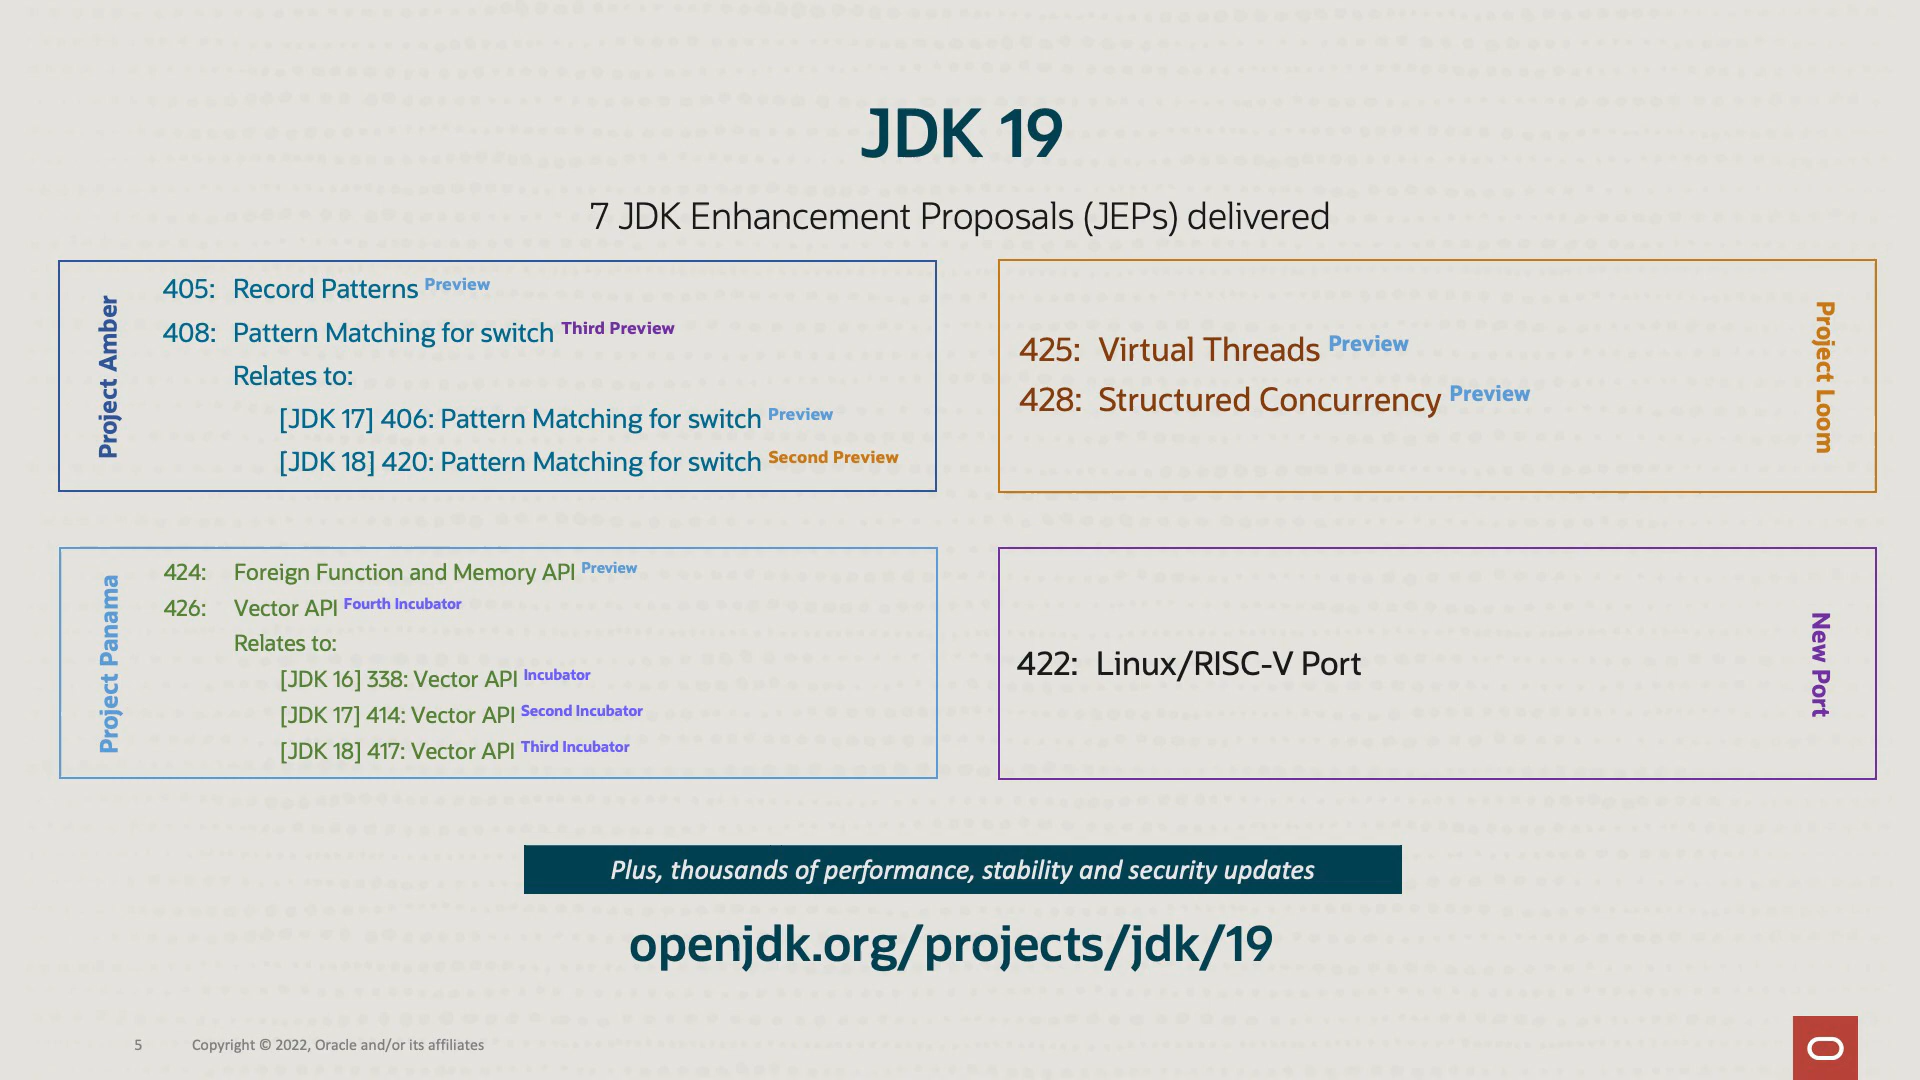 JDK 19
7 JDK Enhancement Proposals (JEPs) delivered
Project Amber
405: Record Patterns Preview
408: Pattern Matching for switch Third Preview
Relates to:
[JDK 17] 406: Pattern Matching for switch Preview
[JDK 18] 420: Pattern Matching for switch Second Preview
425: Virtual Threads Preview
428: Structured Concurrency Preview
Project Loom
Project Panama
424: Foreign Function and Memory API Preview
426: Vector API Fourth Incubator
Relates to:
[JDK 16] 338: Vector API Incubator
[JDK 17] 414: Vector API Second Incubator
[JDK 18] 417: Vector API Third Incubator
422: Linux/RISC-V Port
New Port
Plus, thousands of performance, stability and security updates
openjdk.org/projects/jdk/19
5 Copyright © 2022, Oracle and/or its affiliates